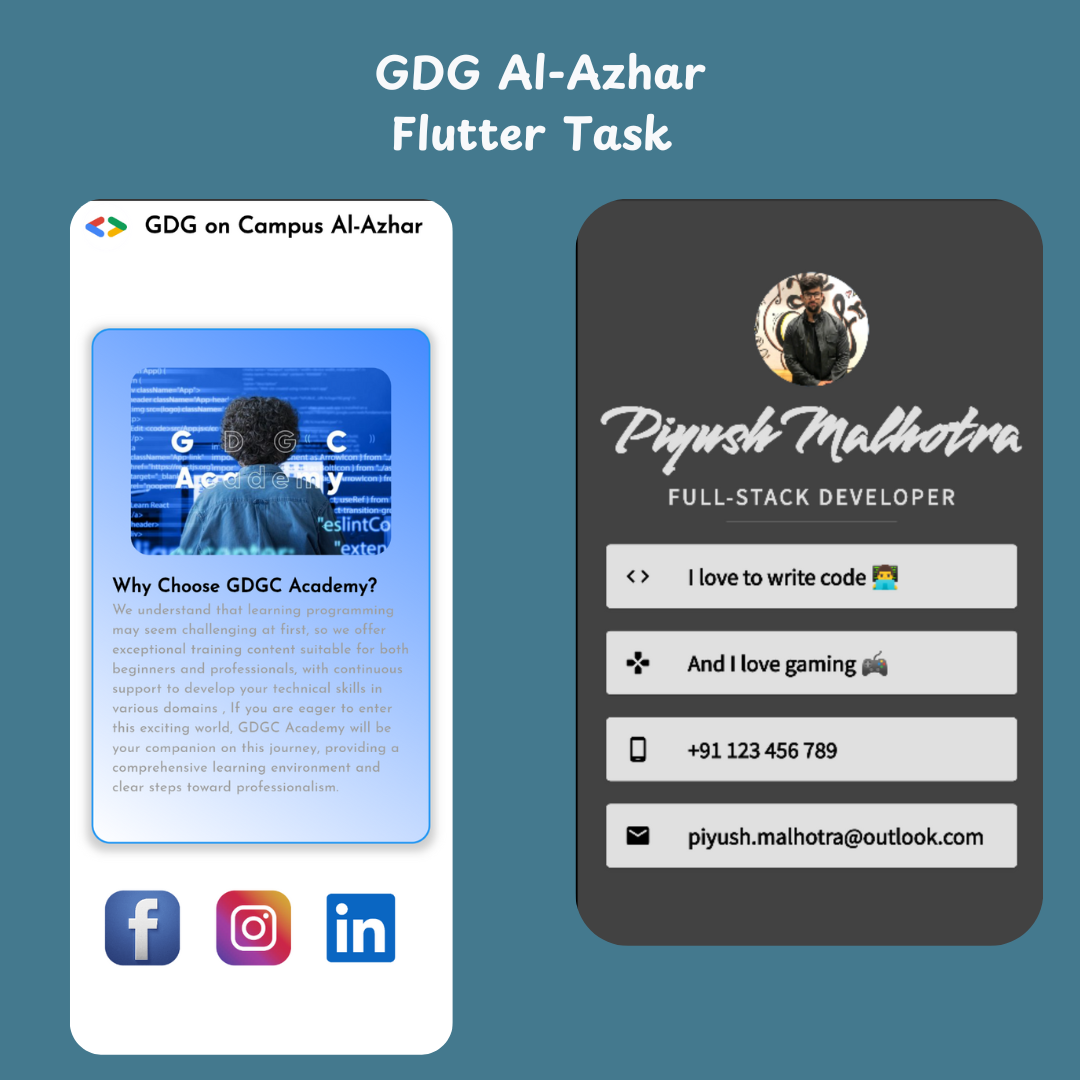 GDG Al-Azhar
Flutter Task
GDG on Campus Al-Azhar
G D G C
Academy
Why Choose GDGC Academy?
We understand that learning programming
may seem challenging at first, so we offer
exceptional training content suitable for both
beginners and professionals, with continuous
support to develop your technical skills in
various domains , If you are eager to enter
this exciting world, GDGC Academy will be
your companion on this journey, providing a
comprehensive learning environment and
clear steps toward professionalism.
f
in
Piyush Malhotra
FULL-STACK DEVELOPER
I love to write code 👨‍💻
And I love gaming 🎮
+91 123 456 789
piyush.malhotra@outlook.com